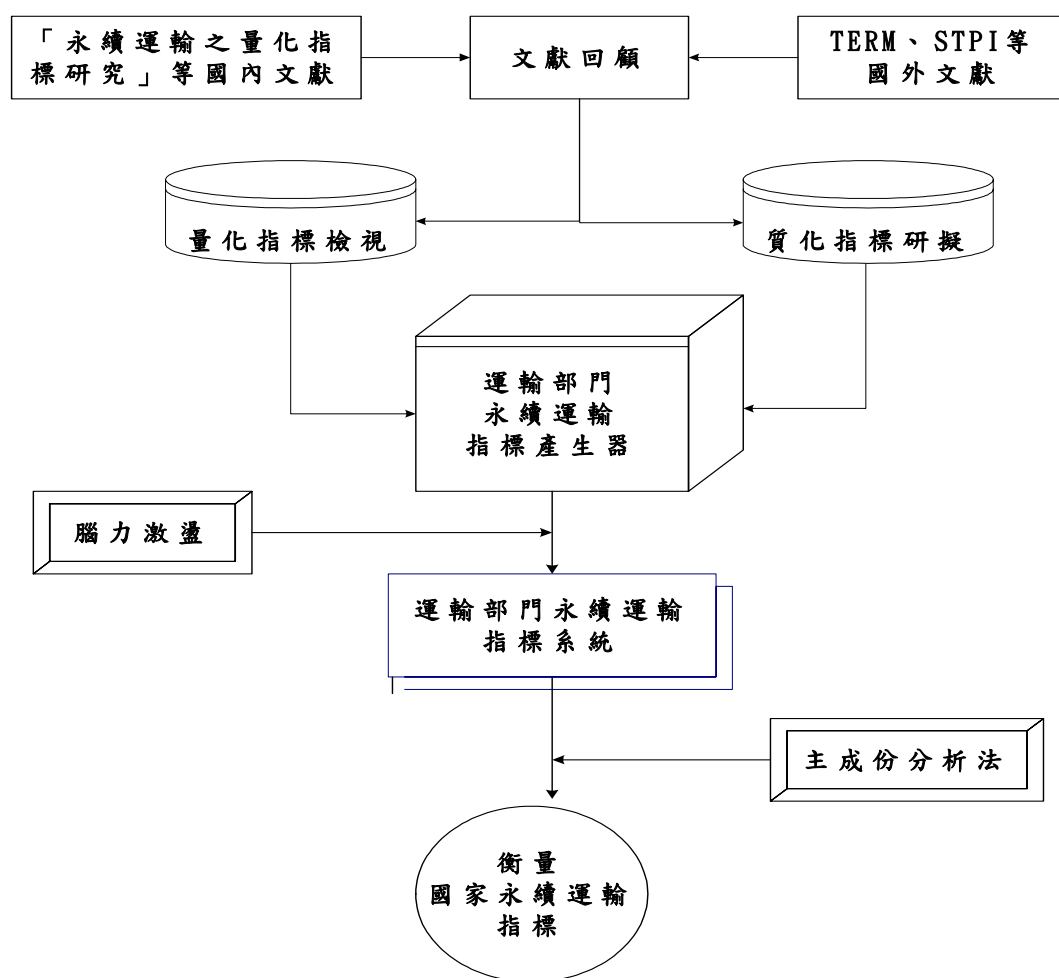 「永續運輸之量化指
標研究」等國內文獻
文獻回顧
TERM、STPI等
國外文獻
量化指標檢視
質化指標研擬
運輸部門
永續運輸
指標產生器
腦力激盪
運輸部門永續運輸
指標系統
主成份分析法
衡量
國家永續運輸
指標